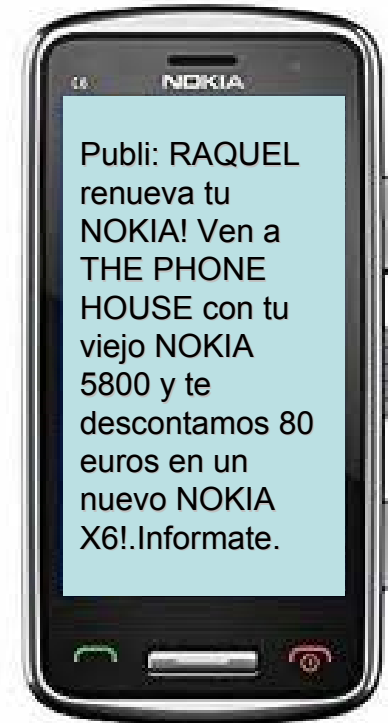 C6 NOKIA
Publi: RAQUEL
renueva tu
NOKIA! Ven a
THE PHONE
HOUSE con tu
viejo NOKIA
5800 y te
descontamos 80
euros en un
nuevo NOKIA
X6!.Informate.